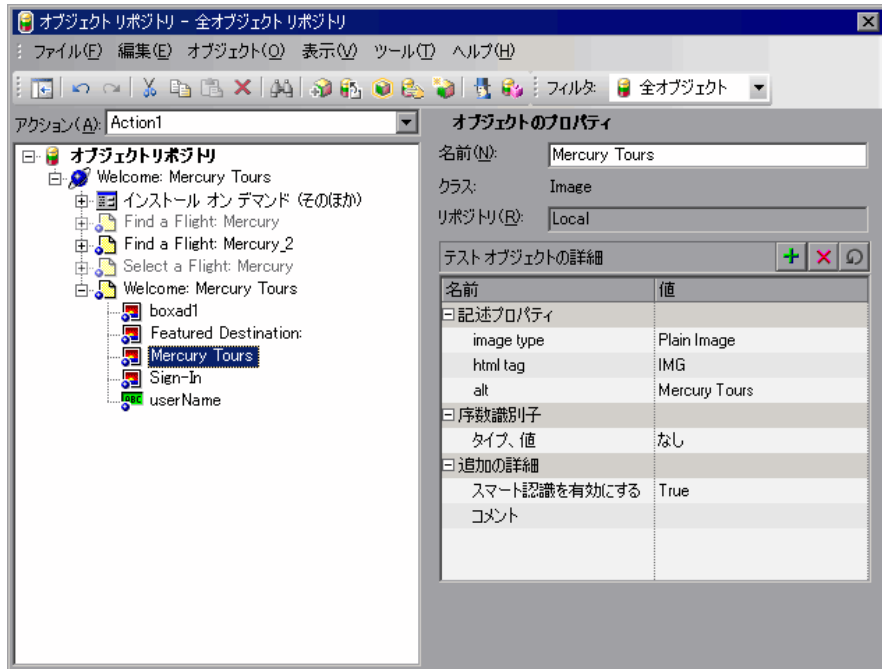 オブジェクト リポジトリ - 全オブジェクト リポジトリ
ファイル(F) 編集(E) オブジェクト(O) 表示(V) ツール(T) ヘルプ(H)
フィルタ: 全オブジェクト
アクション(A): Action1
オブジェクトリポジトリ
Welcome: Mercury Tours
インストール オン デマンド (そのほか)
Find a Flight: Mercury
Find a Flight: Mercury_2
Select a Flight: Mercury
Welcome: Mercury Tours
boxad1
Featured Destination:
Mercury Tours
Sign-In
userName
オブジェクトのプロパティ
名前(N): Mercury Tours
クラス: Image
リポジトリ(R): Local
テスト オブジェクトの詳細
名前 値
記述プロパティ
image type Plain Image
html tag IMG
alt Mercury Tours
序数識別子
タイプ、値 なし
追加の詳細
スマート認識を有効にする True
コメント